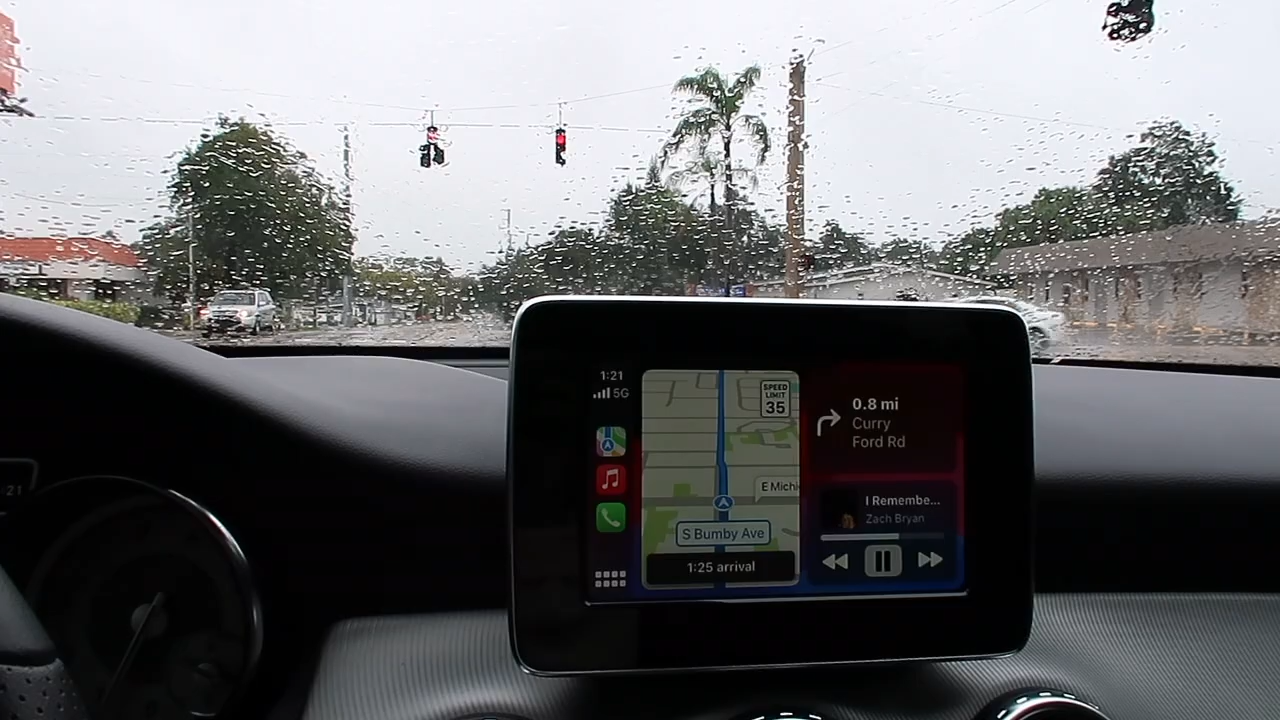 1:21
5G
SPEED
LIMIT
35
E Michi
S Bumby Ave
1:25 arrival
0.8 mi
Curry
Ford Rd
I Remembe...
Zach Bryan
:21